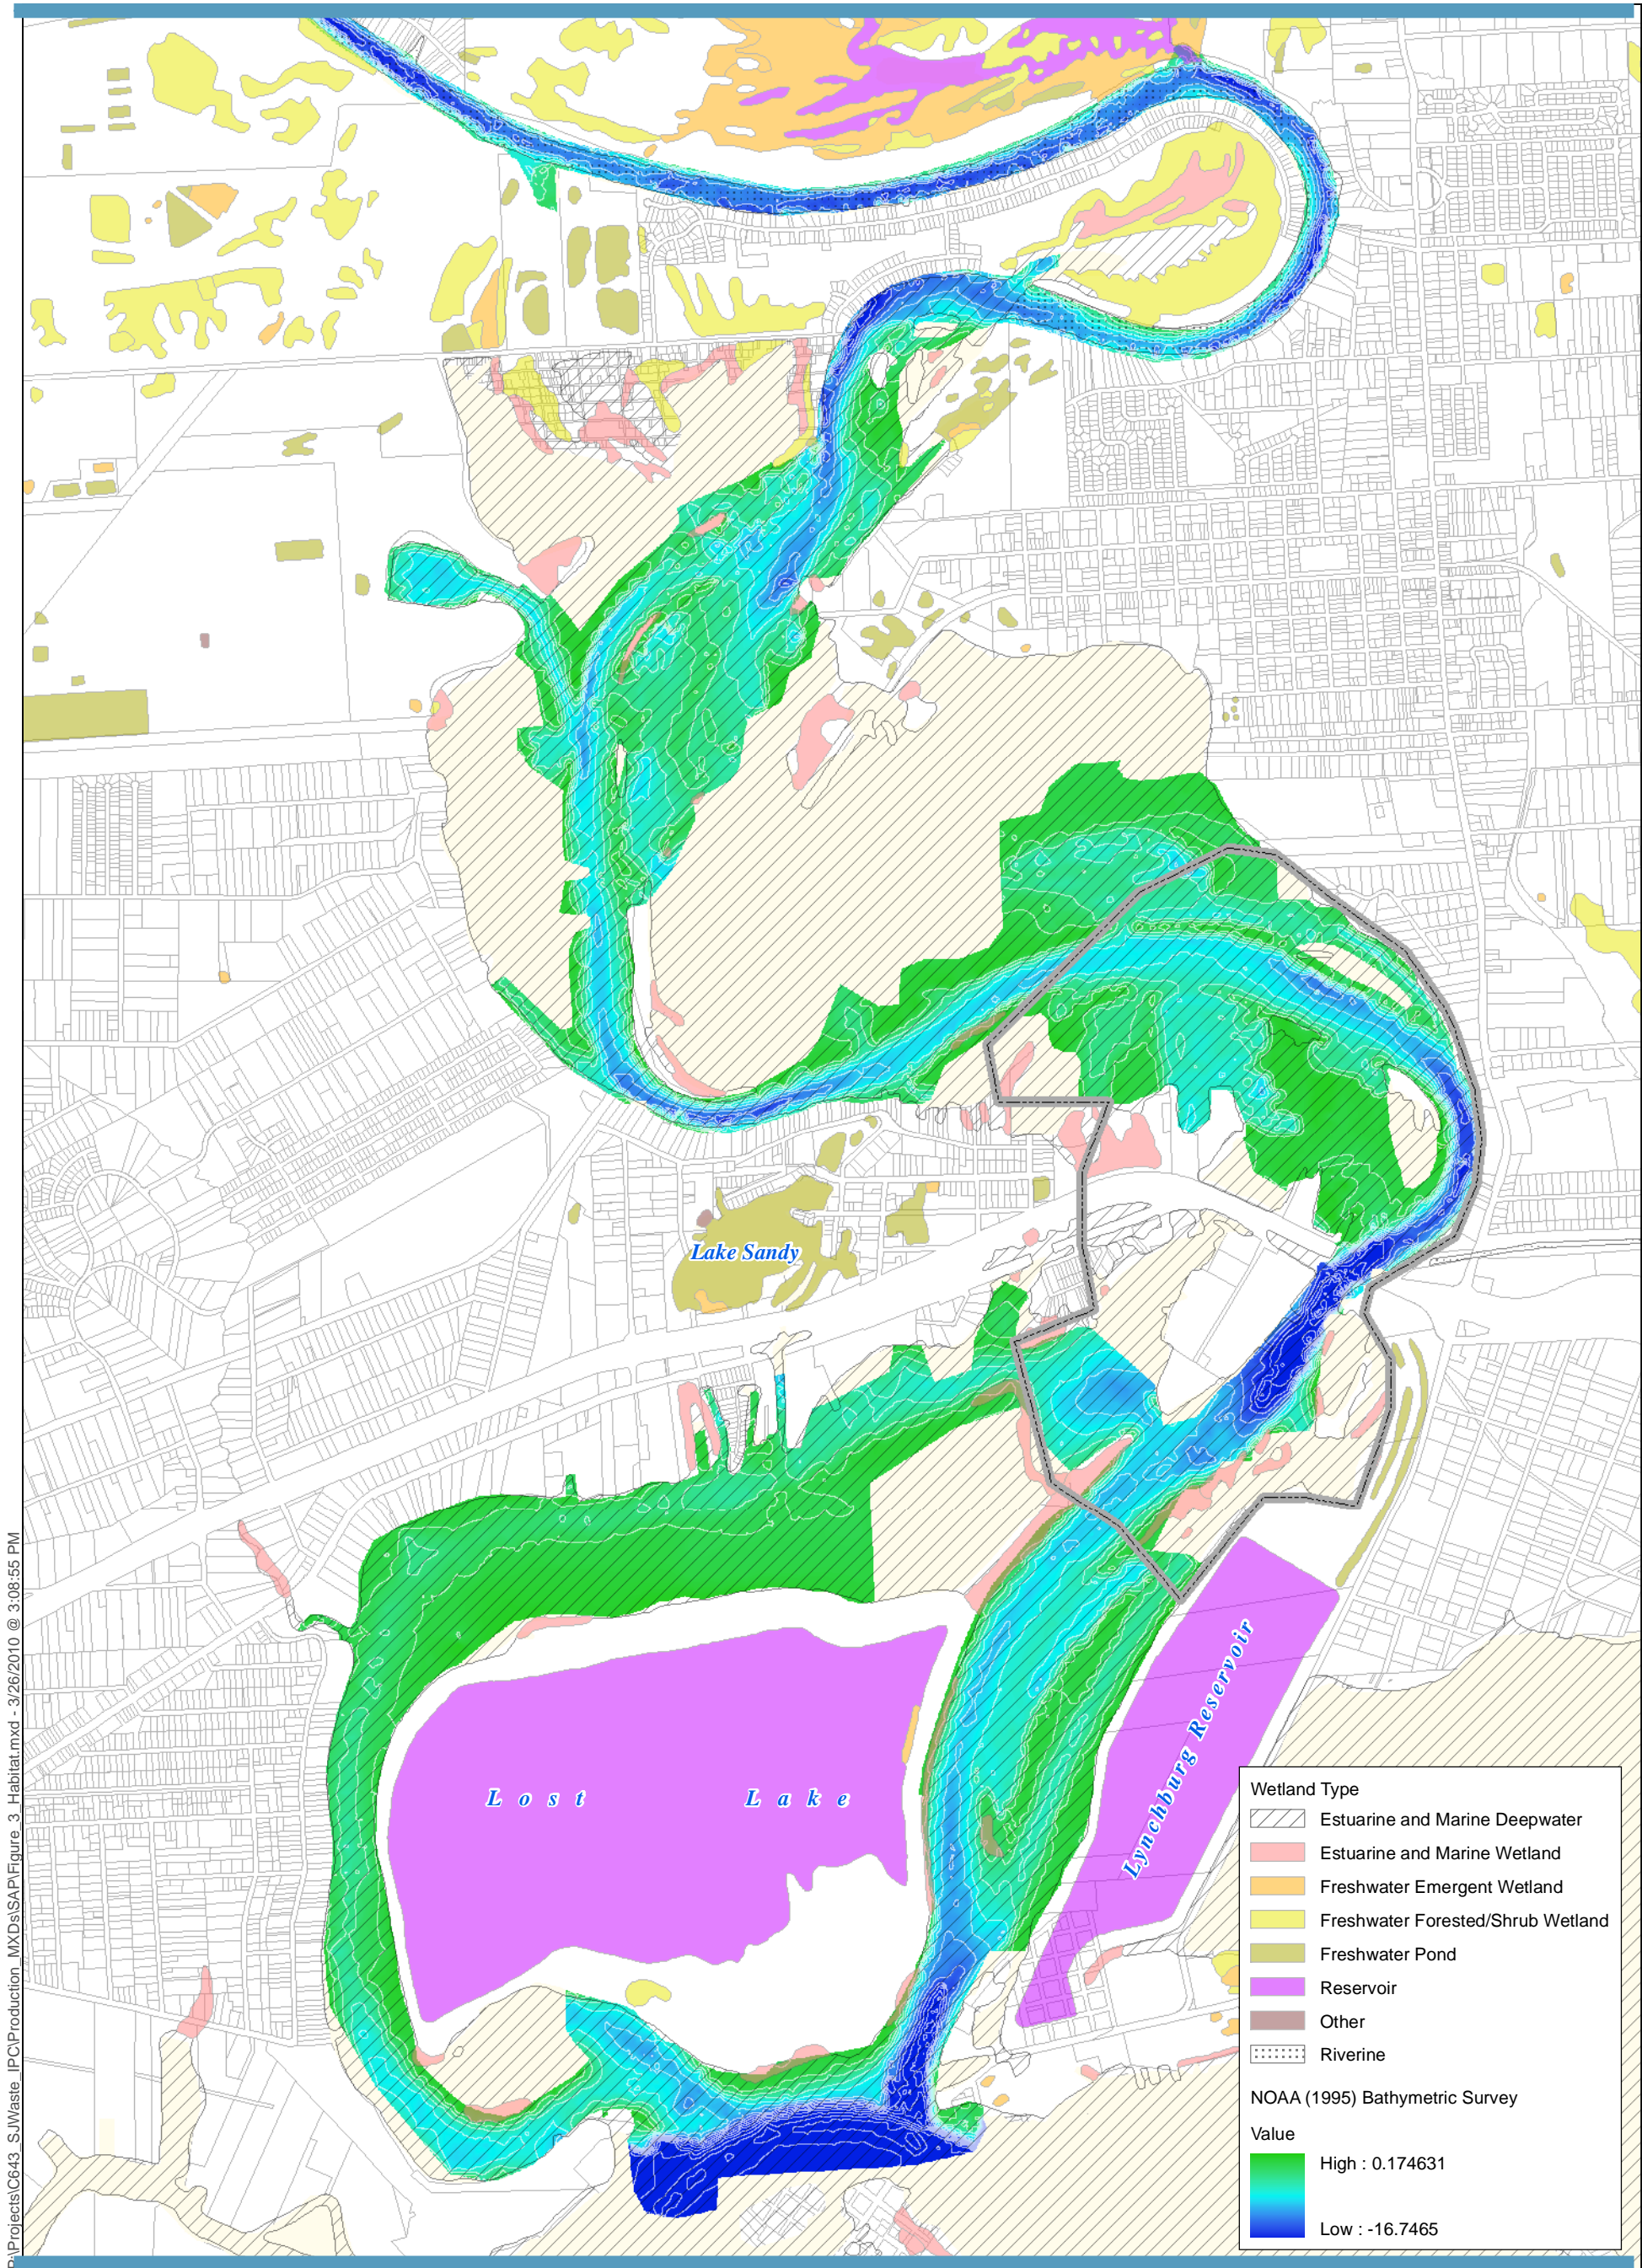 P:\Projects\C643_SJWaste_IPC\Production_MXDs\SAP\Figure_3_Habitat.mxd - 3/26/2010 @ 3:08:55 PM
Lake Sandy
Lost Lake
Lynchburg Reservoir
Wetland Type
Estuarine and Marine Deepwater
Estuarine and Marine Wetland
Freshwater Emergent Wetland
Freshwater Forested/Shrub Wetland
Freshwater Pond
Reservoir
Other
Riverine
NOAA (1995) Bathymetric Survey
Value
High : 0.174631
Low : -16.7465